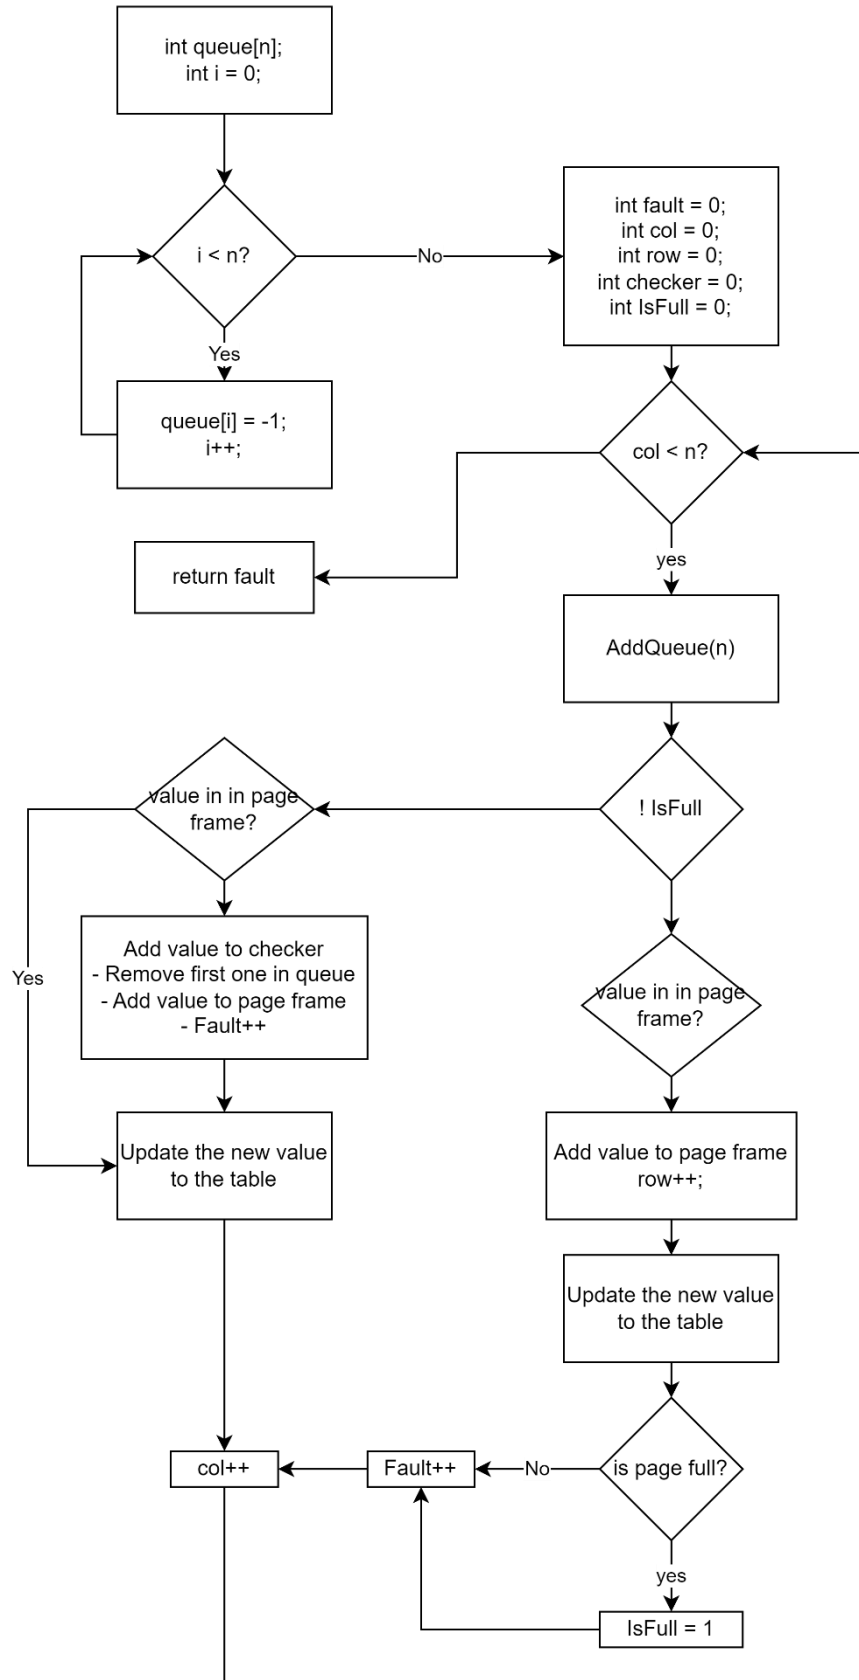 int queue[n];
int i = 0;
i < n?
No
int fault = 0;
int col = 0;
int row = 0;
int checker = 0;
int IsFull = 0;
Yes
queue[i] = -1;
i++;
col < n?
return fault
yes
AddQueue(n)
value in in page
frame?
! IsFull
Add value to checker
- Remove first one in queue
- Add value to page frame
- Fault++
Yes
value in in page
frame?
Update the new value
to the table
Add value to page frame
row++;
Update the new value
to the table
col++
Fault++
No
is page full?
yes
IsFull = 1